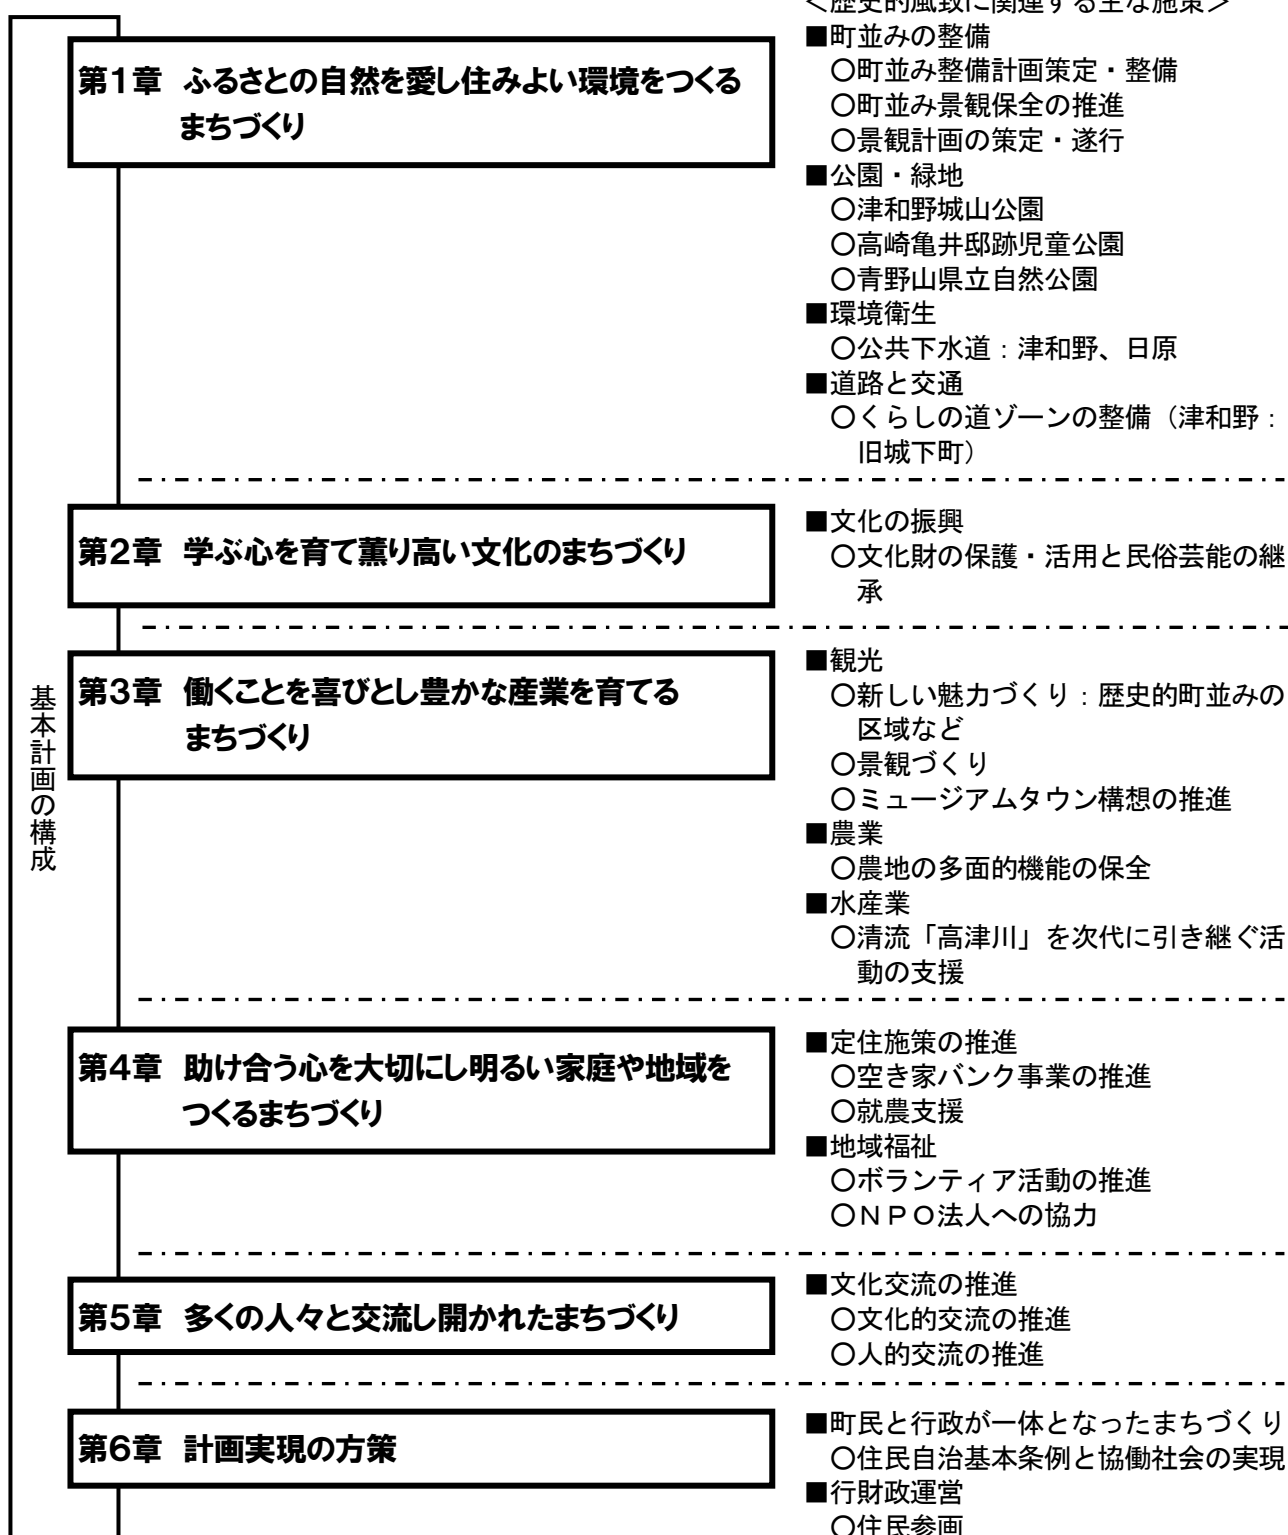 <歴史的風致に関連する主な施策>
基本計画の構成
第1章 ふるさとの自然を愛し住みよい環境をつくる
まちづくり
■町並みの整備
○町並み整備計画策定・整備
○町並み景観保全の推進
○景観計画の策定・遂行
■公園・緑地
○津和野城山公園
○高崎亀井邸跡児童公園
○青野山県立自然公園
■環境衛生
○公共下水道：津和野、日原
■道路と交通
○くらしの道ゾーンの整備（津和野：
旧城下町）
第2章 学ぶ心を育て薫り高い文化のまちづくり
■文化の振興
○文化財の保護・活用と民俗芸能の継
承
第3章 働くことを喜びとし豊かな産業を育てる
まちづくり
■観光
○新しい魅力づくり：歴史的町並みの
区域など
○景観づくり
○ミュージアムタウン構想の推進
■農業
○農地の多面的機能の保全
■水産業
○清流「高津川」を次代に引き継ぐ活
動の支援
第4章 助け合う心を大切にし明るい家庭や地域を
つくるまちづくり
■定住施策の推進
○空き家バンク事業の推進
○就農支援
■地域福祉
○ボランティア活動の推進
○ＮＰＯ法人への協力
第5章 多くの人々と交流し開かれたまちづくり
■文化交流の推進
○文化的交流の推進
○人的交流の推進
第6章 計画実現の方策
■町民と行政が一体となったまちづくり
○住民自治基本条例と協働社会の実現
■行財政運営
○住民参画